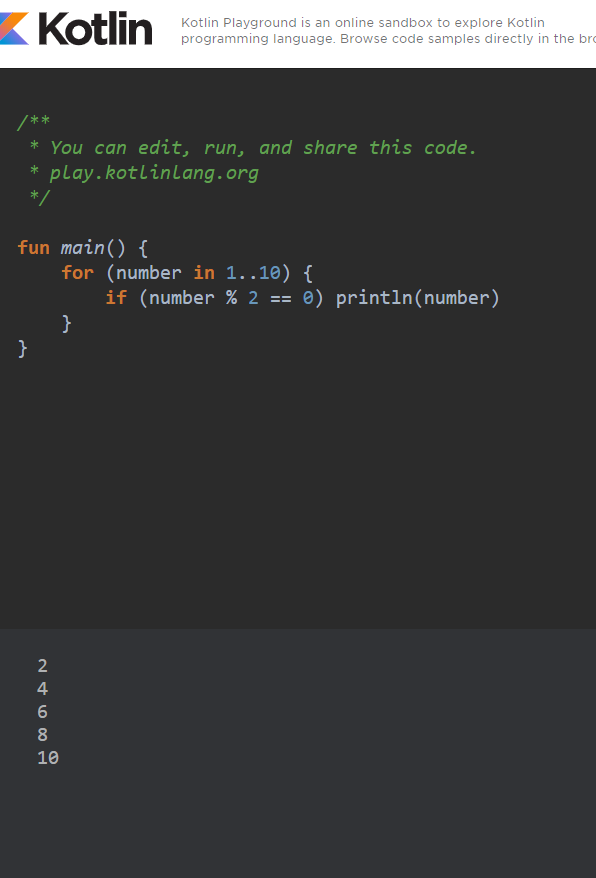 Kotlin
Kotlin Playground is an online sandbox to explore Kotlin
programming language. Browse code samples directly in the
/**
 * You can edit, run, and share this code.
 * play.kotlinlang.org
 */
fun main() {
    for (number in 1..10) {
        if (number % 2 == 0) println(number)
    }
}
2
4
6
8
10